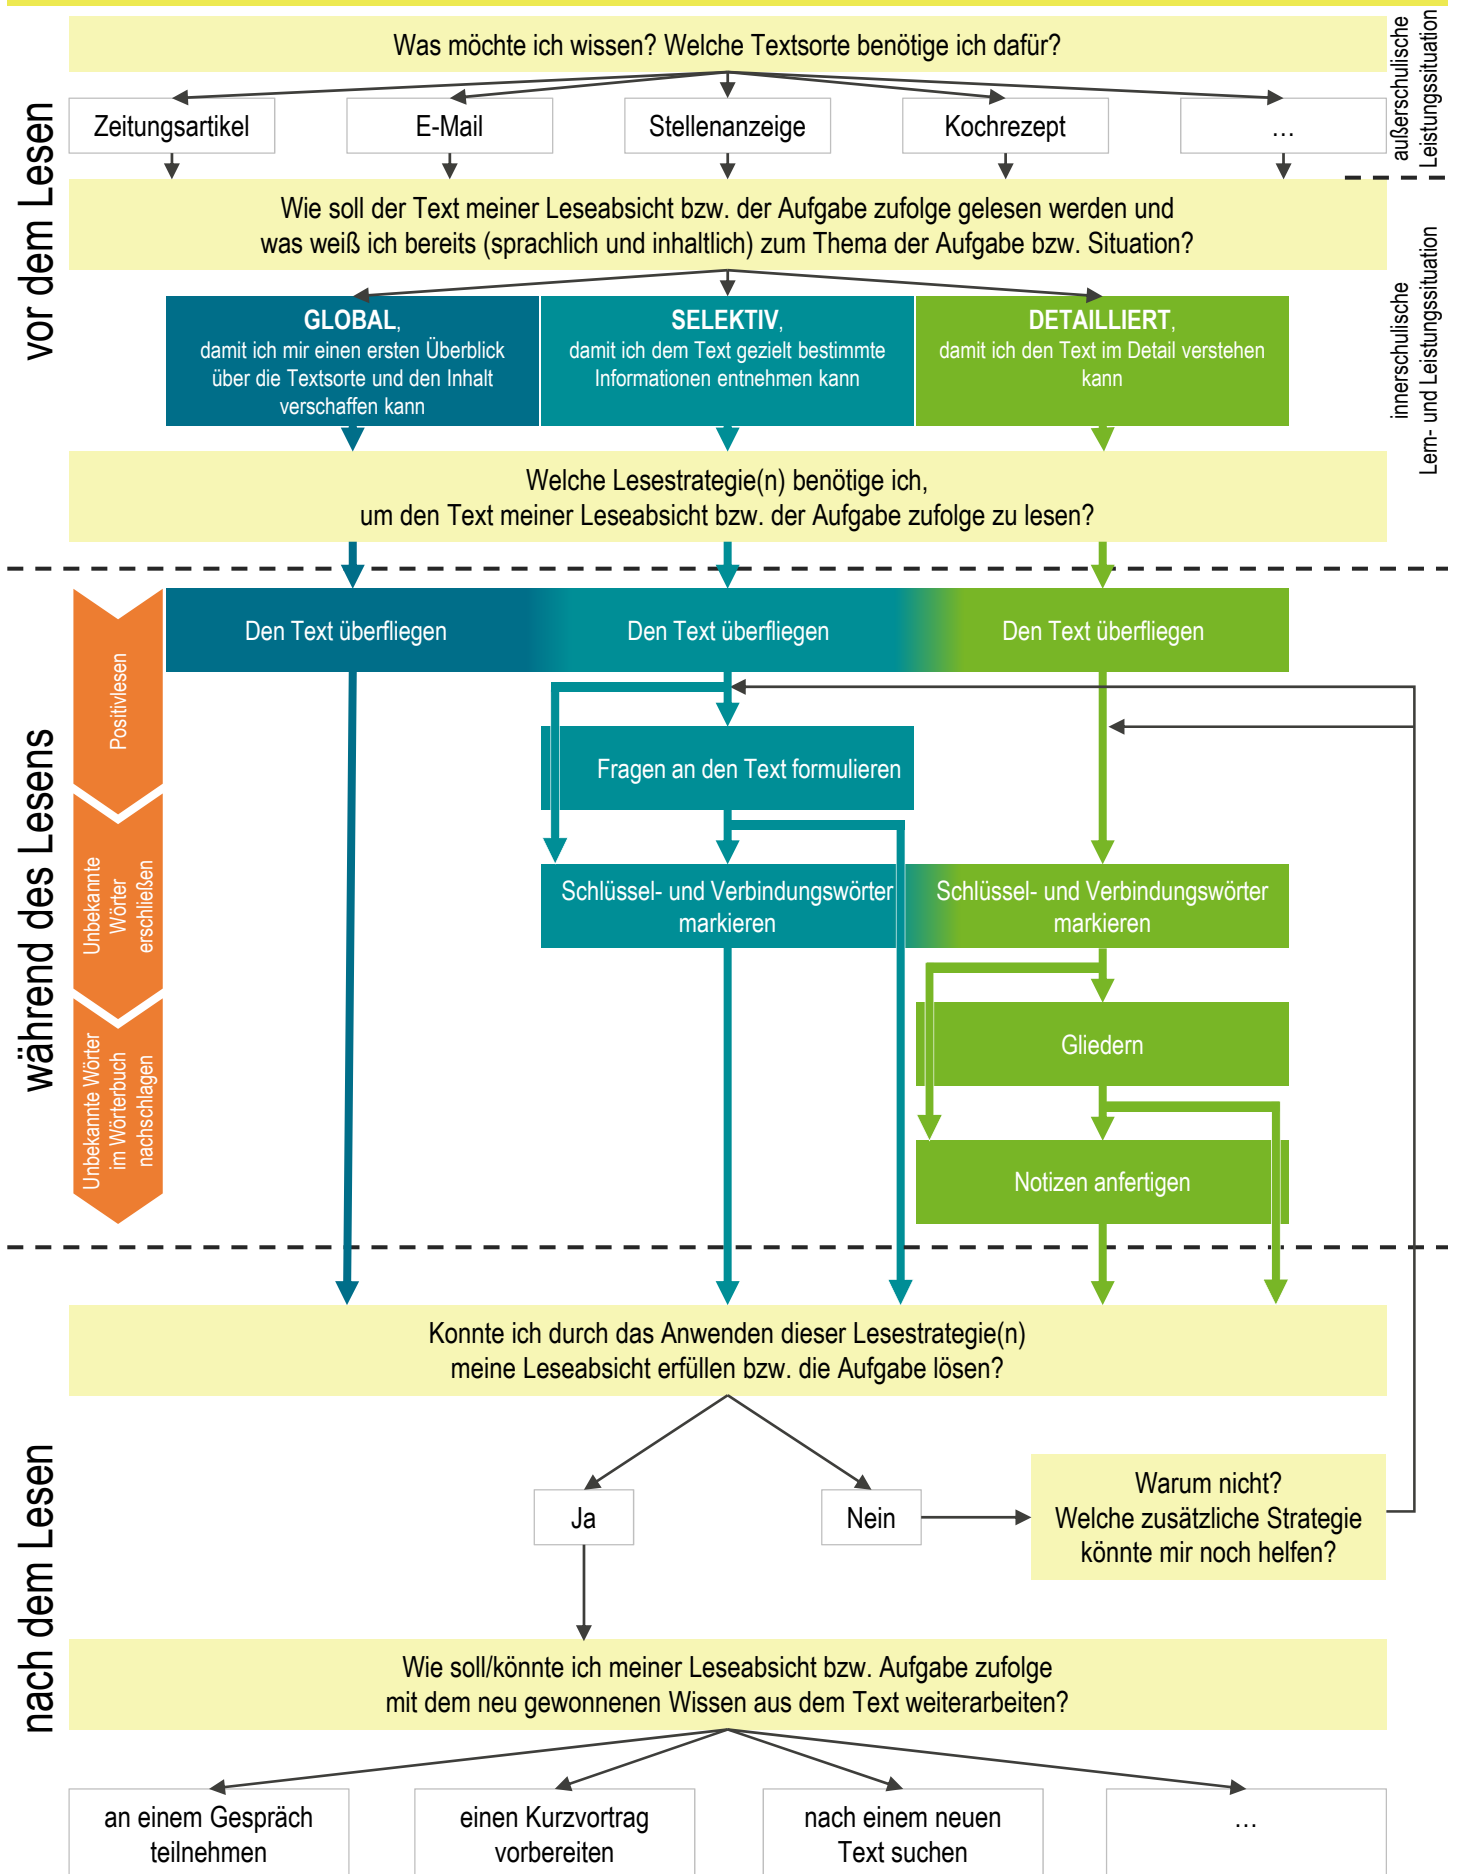 Was möchte ich wissen? Welche Textsorte benötige ich dafür?
außerschulische
Leistungssituation
Zeitungsartikel
E-Mail
Stellenanzeige
Kochrezept
…
vor dem Lesen
Wie soll der Text meiner Leseabsicht bzw. der Aufgabe zufolge gelesen werden und
was weiß ich bereits (sprachlich und inhaltlich) zum Thema der Aufgabe bzw. Situation?
innerschulische
Lern- und Leistungssituation
GLOBAL,
damit ich mir einen ersten Überblick
über die Textsorte und den Inhalt
verschaffen kann
SELEKTIV,
damit ich dem Text gezielt bestimmte
Informationen entnehmen kann
DETAILLIERT,
damit ich den Text im Detail verstehen
kann
Welche Lesestrategie(n) benötige ich,
um den Text meiner Leseabsicht bzw. der Aufgabe zufolge zu lesen?
während des Lesens
Positivlesen
Unbekannte
Wörter
erschließen
Unbekannte Wörter
im Wörterbuch
nachschlagen
Den Text überfliegen
Den Text überfliegen
Den Text überfliegen
Fragen an den Text formulieren
Schlüssel- und Verbindungswörter
markieren
Schlüssel- und Verbindungswörter
markieren
Gliedern
Notizen anfertigen
nach dem Lesen
Konnte ich durch das Anwenden dieser Lesestrategie(n)
meine Leseabsicht erfüllen bzw. die Aufgabe lösen?
Ja
Nein
Warum nicht?
Welche zusätzliche Strategie
könnte mir noch helfen?
Wie soll/könnte ich meiner Leseabsicht bzw. Aufgabe zufolge
mit dem neu gewonnenen Wissen aus dem Text weiterarbeiten?
an einem Gespräch
teilnehmen
einen Kurzvortrag
vorbereiten
nach einem neuen
Text suchen
…